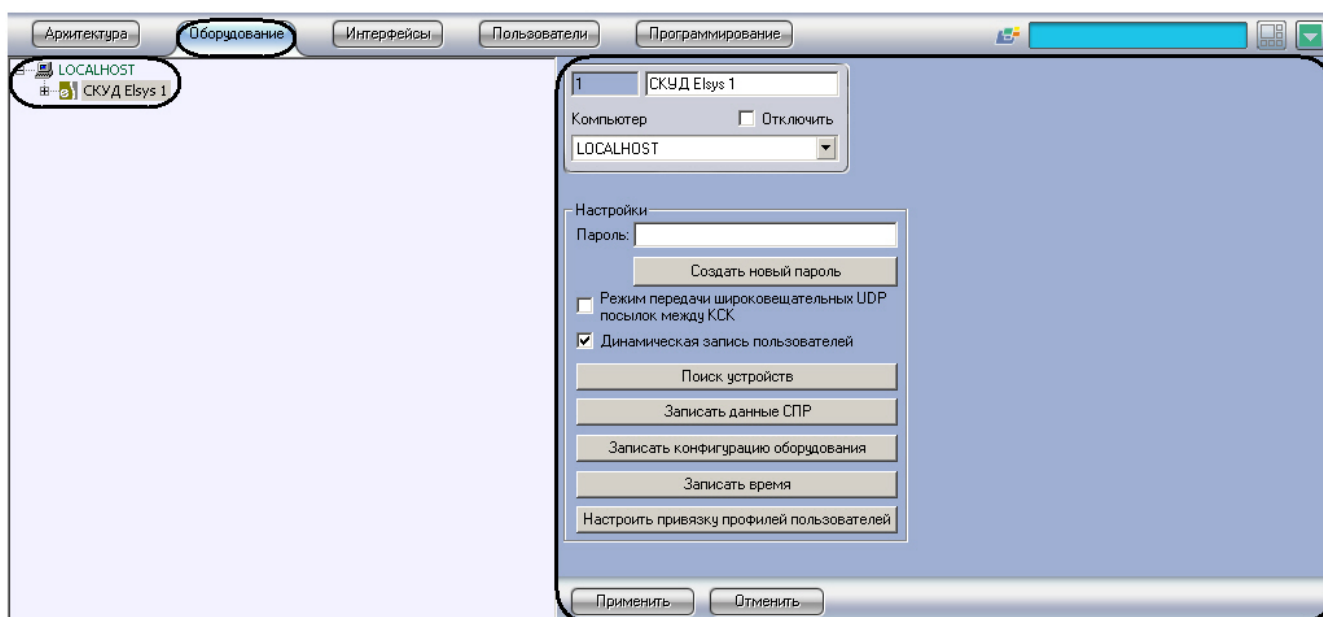 Архитектура Оборудование Интерфейсы Пользователи Программирование
LOCALHOST
СКУД Elsys 1
1 СКУД Elsys 1
Компьютер Отключить
LOCALHOST
Настройки
Пароль:
Создать новый пароль
Режим передачи широковещательных UDP
посылок между КСК
Динамическая запись пользователей
Поиск устройств
Записать данные СПР
Записать конфигурацию оборудования
Записать время
Настроить привязку профилей пользователей
Применить Отменить